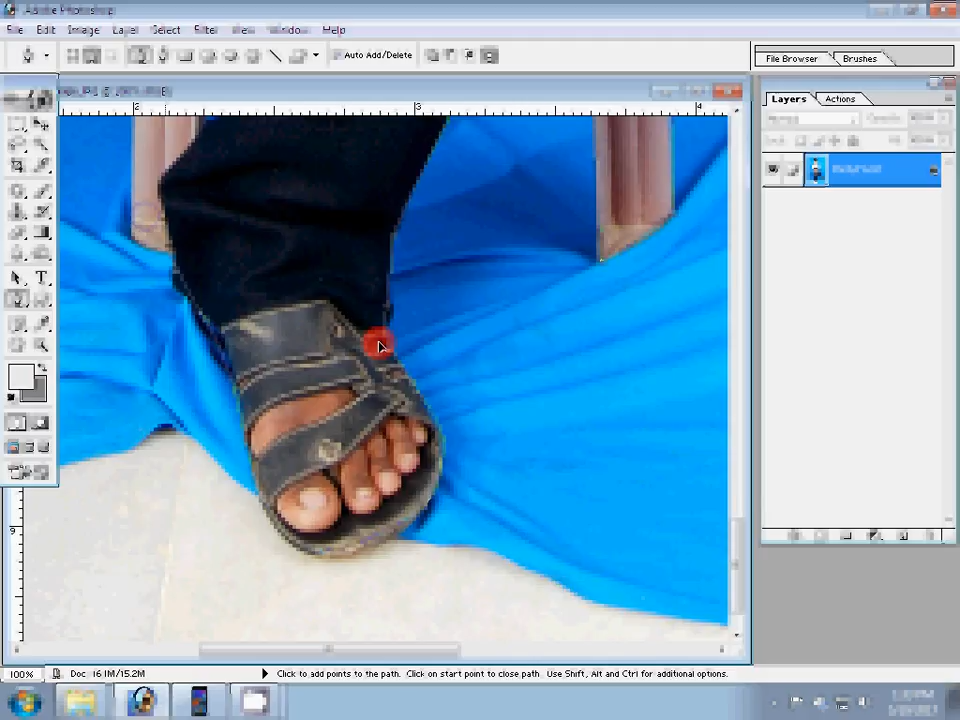 Adobe Photoshop
File Edit Image Layer Select Filter View Window Help
Auto Add/Delete
File Browser
Brushes
2
3
4
Layers
Actions
T
9
100%
Doc: 16.1M/15.2M
Click to add points to the path. Click on start point to close path. Use Shift, Alt and Ctrl for additional options.